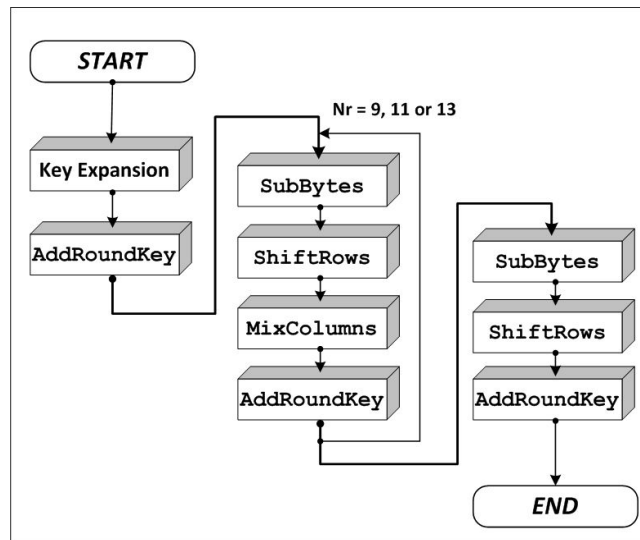 START
Key Expansion
AddRoundKey
Nr = 9, 11 or 13
SubBytes
ShiftRows
MixColumns
AddRoundKey
SubBytes
ShiftRows
AddRoundKey
END